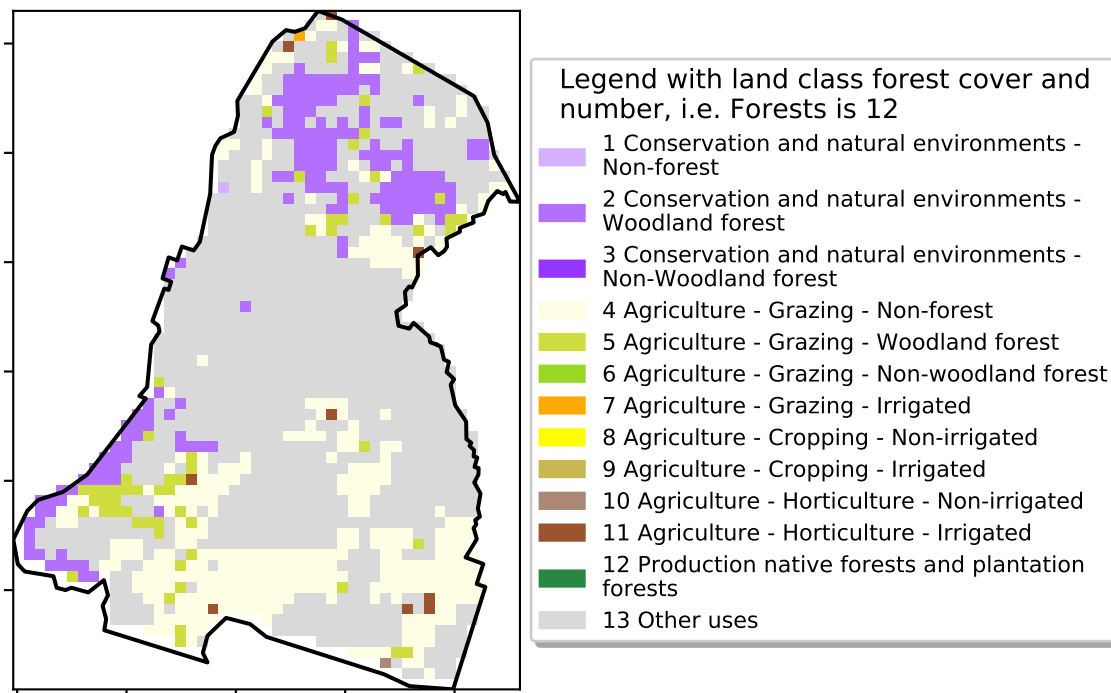 Legend with land class forest cover and
number, i.e. Forests is 12
1 Conservation and natural environments -
Non-forest
2 Conservation and natural environments -
Woodland forest
3 Conservation and natural environments -
Non-Woodland forest
4 Agriculture - Grazing - Non-forest
5 Agriculture - Grazing - Woodland forest
6 Agriculture - Grazing - Non-woodland forest
7 Agriculture - Grazing - Irrigated
8 Agriculture - Cropping - Non-irrigated
9 Agriculture - Cropping - Irrigated
10 Agriculture - Horticulture - Non-irrigated
11 Agriculture - Horticulture - Irrigated
12 Production native forests and plantation
forests
13 Other uses